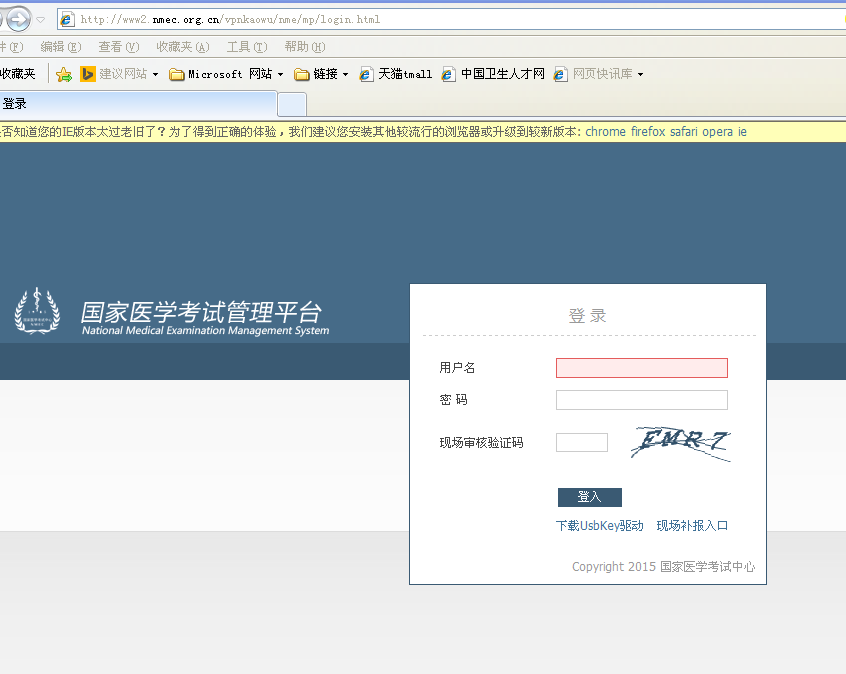 http://www2.nmec.org.cn/vpnkaowu/nme/mp/login.html
件(F) 编辑(E) 查看(V) 收藏夹(A) 工具(T) 帮助(H)
收藏夹 建议网站 Microsoft 网站 链接 天猫tmall 中国卫生人才网 网页快讯库
登录
否知道您的IE版本太过老旧了？为了得到正确的体验，我们建议您安装其他较流行的浏览器或升级到较新版本: chrome firefox safari opera ie
国家医学考试管理平台
National Medical Examination Management System
登 录
用户名
密 码
现场审核验证码
EMR7
登入
下载UsbKey驱动 现场补报入口
Copyright 2015 国家医学考试中心